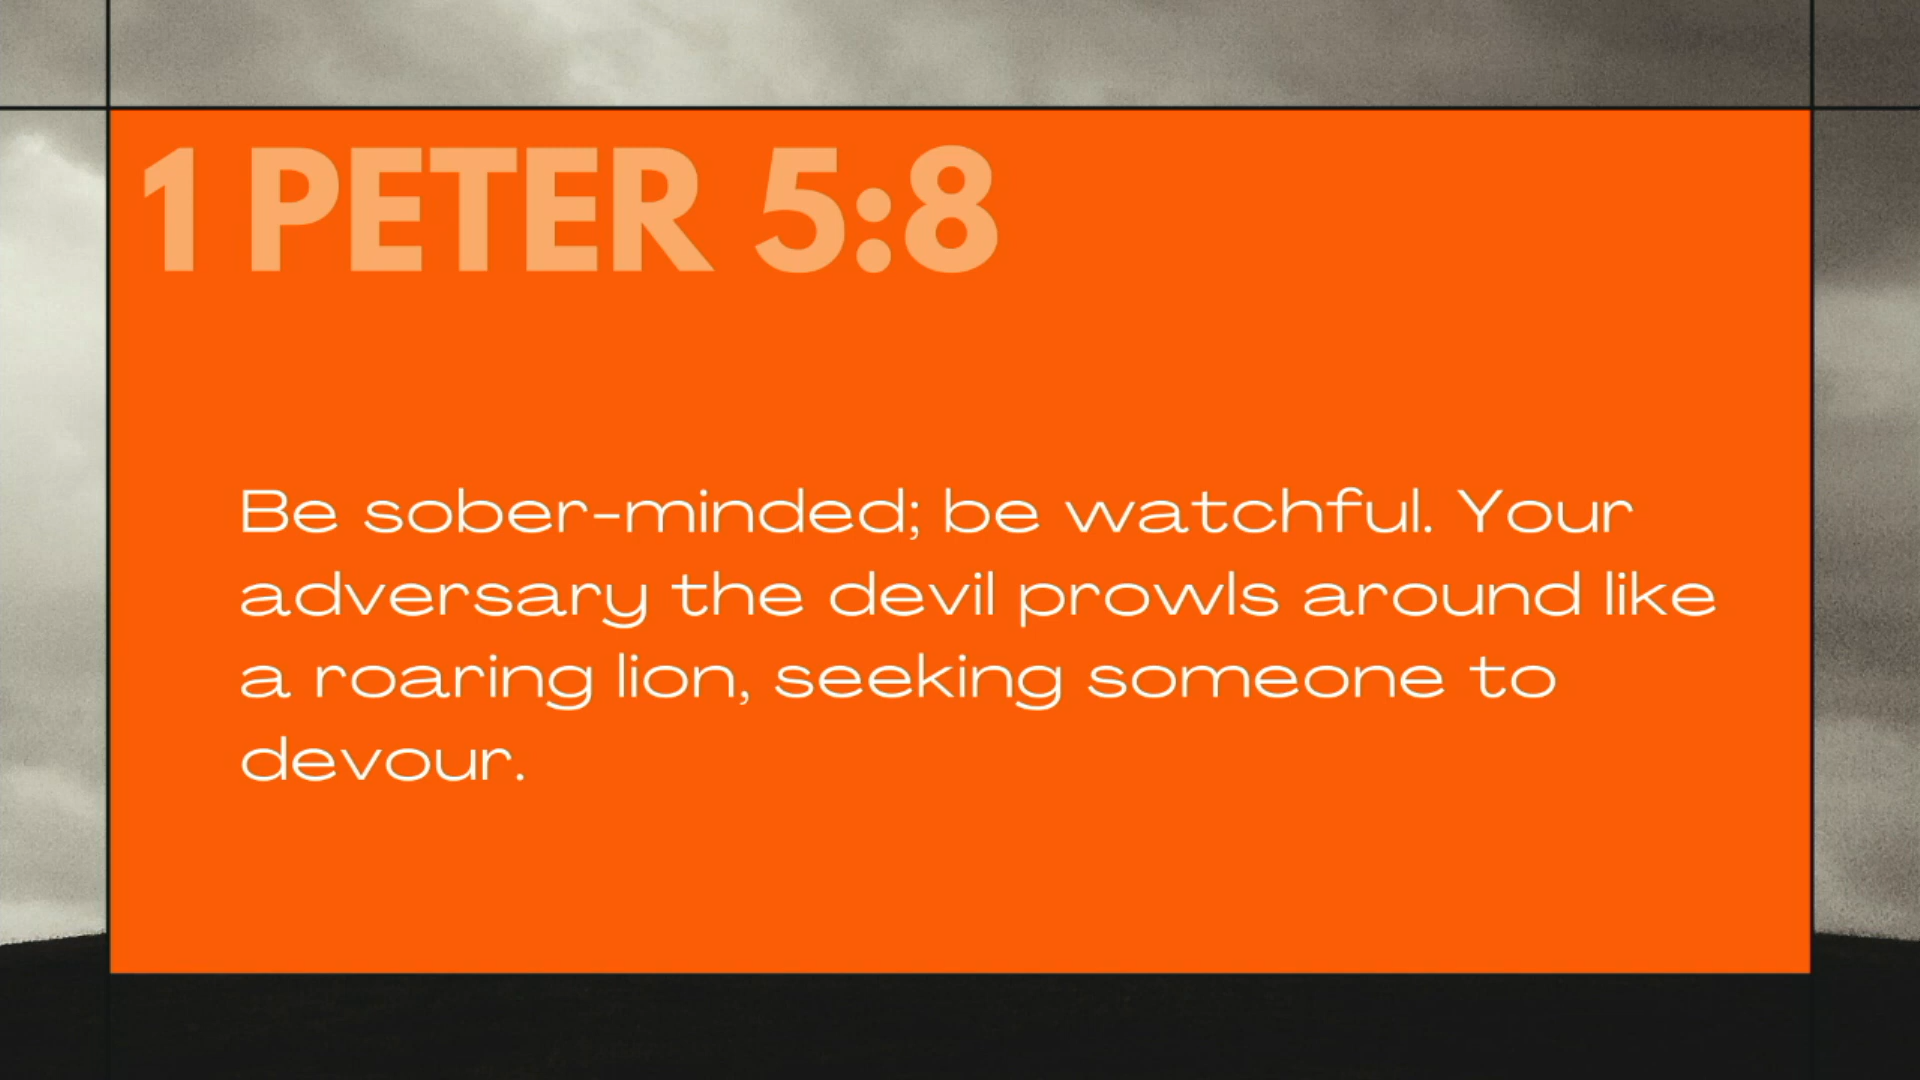 1 PETER 5:8
Be sober-minded; be watchful. Your
adversary the devil prowls around like
a roaring lion, seeking someone to
devour.